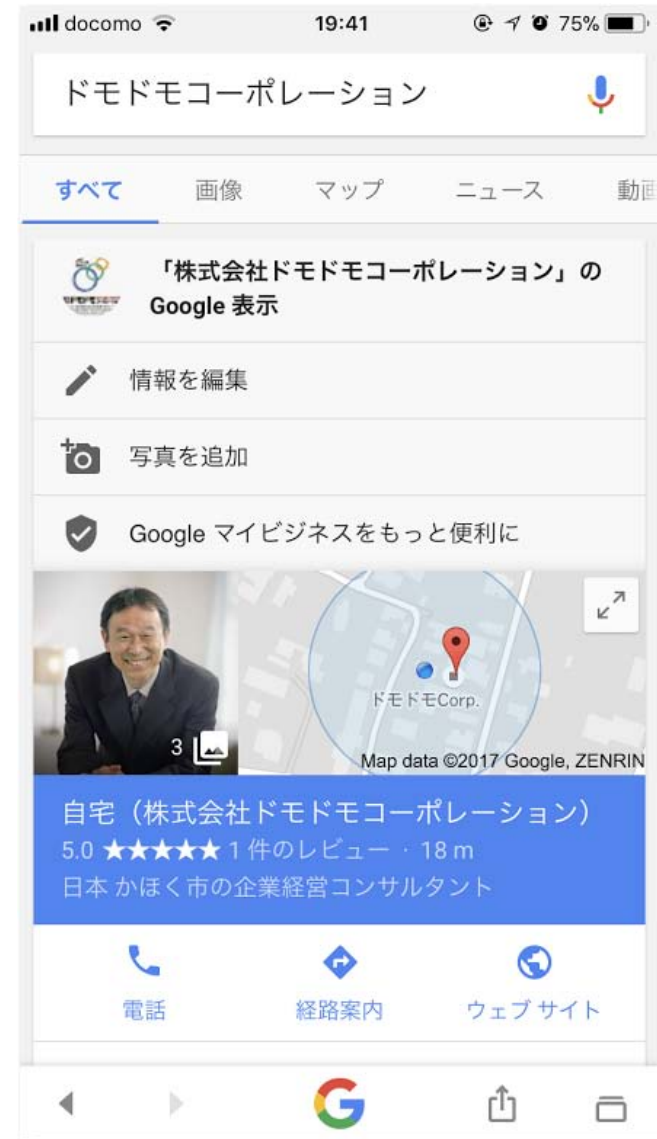 docomo 19:41 75%
ドモドモコーポレーション
すべて 画像 マップ ニュース 動画
「株式会社ドモドモコーポレーション」の
Google 表示
情報を編集
写真を追加
Google マイビジネスをもっと便利に
3
ドモドモCorp.
Map data ©2017 Google, ZENRIN
自宅（株式会社ドモドモコーポレーション）
5.0 ★★★★★ 1 件のレビュー · 18 m
日本 かほく市の企業経営コンサルタント
電話 経路案内 ウェブ サイト